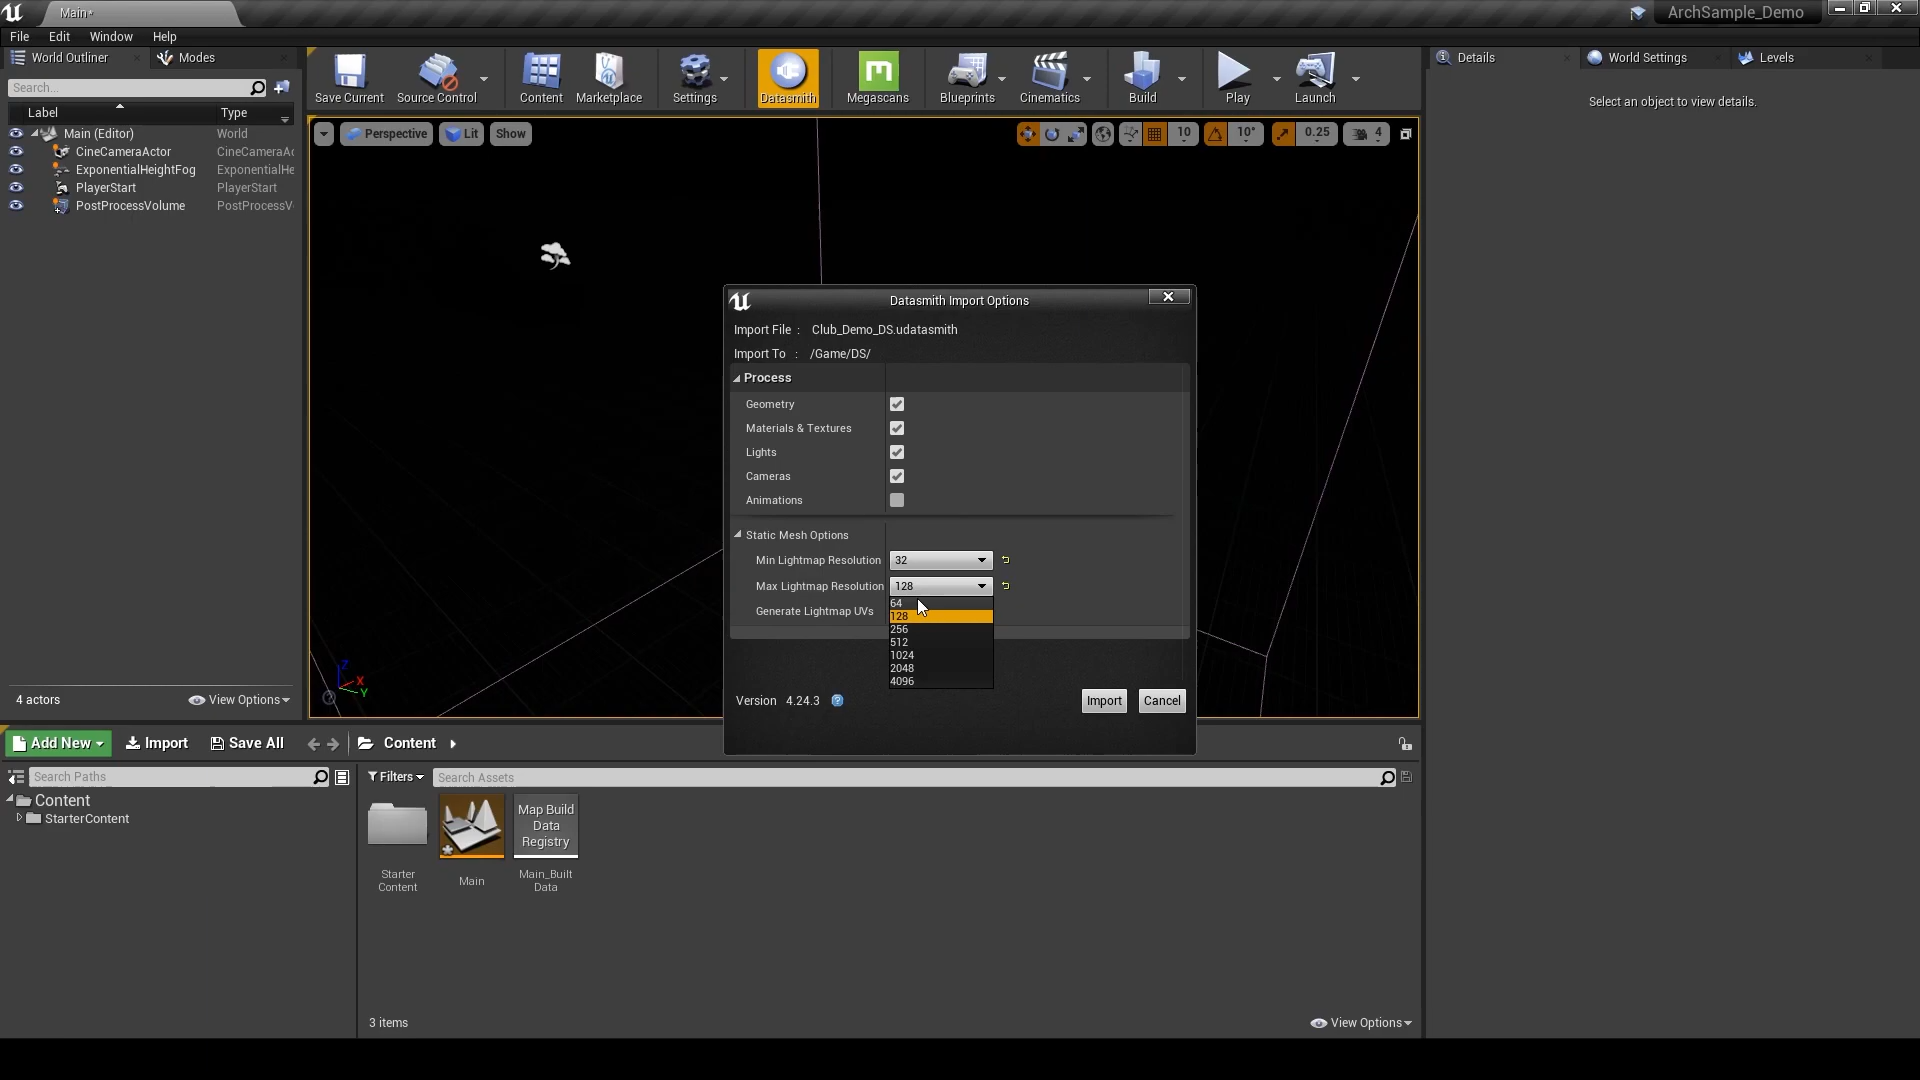 Main*
ArchSample_Demo
File Edit Window Help
World Outliner
Modes
Search...
Label Type
Main (Editor) World
CineCameraActor CineCameraAc
ExponentialHeightFog ExponentialHe
PlayerStart PlayerStart
PostProcessVolume PostProcessV
4 actors
View Options
Save Current
Source Control
Content
Marketplace
Settings
Datasmith
Megascans
Blueprints
Cinematics
Build
Play
Launch
Perspective
Lit
Show
10
10°
0.25
4
Z
X
Y
Details
World Settings
Levels
Select an object to view details.
Datasmith Import Options
Import File : Club_Demo_DS.udatasmith
Import To : /Game/DS/
Process
Geometry
Materials & Textures
Lights
Cameras
Animations
Static Mesh Options
Min Lightmap Resolution 32
Max Lightmap Resolution 128
Generate Lightmap UVs
64
128
256
512
1024
2048
4096
Version 4.24.3
Import
Cancel
Add New
Import
Save All
Content
Search Paths
Filters
Search Assets
Content
StarterContent
Map Build
Data
Registry
Starter
Content
Main
Main_Built
Data
3 items
View Options